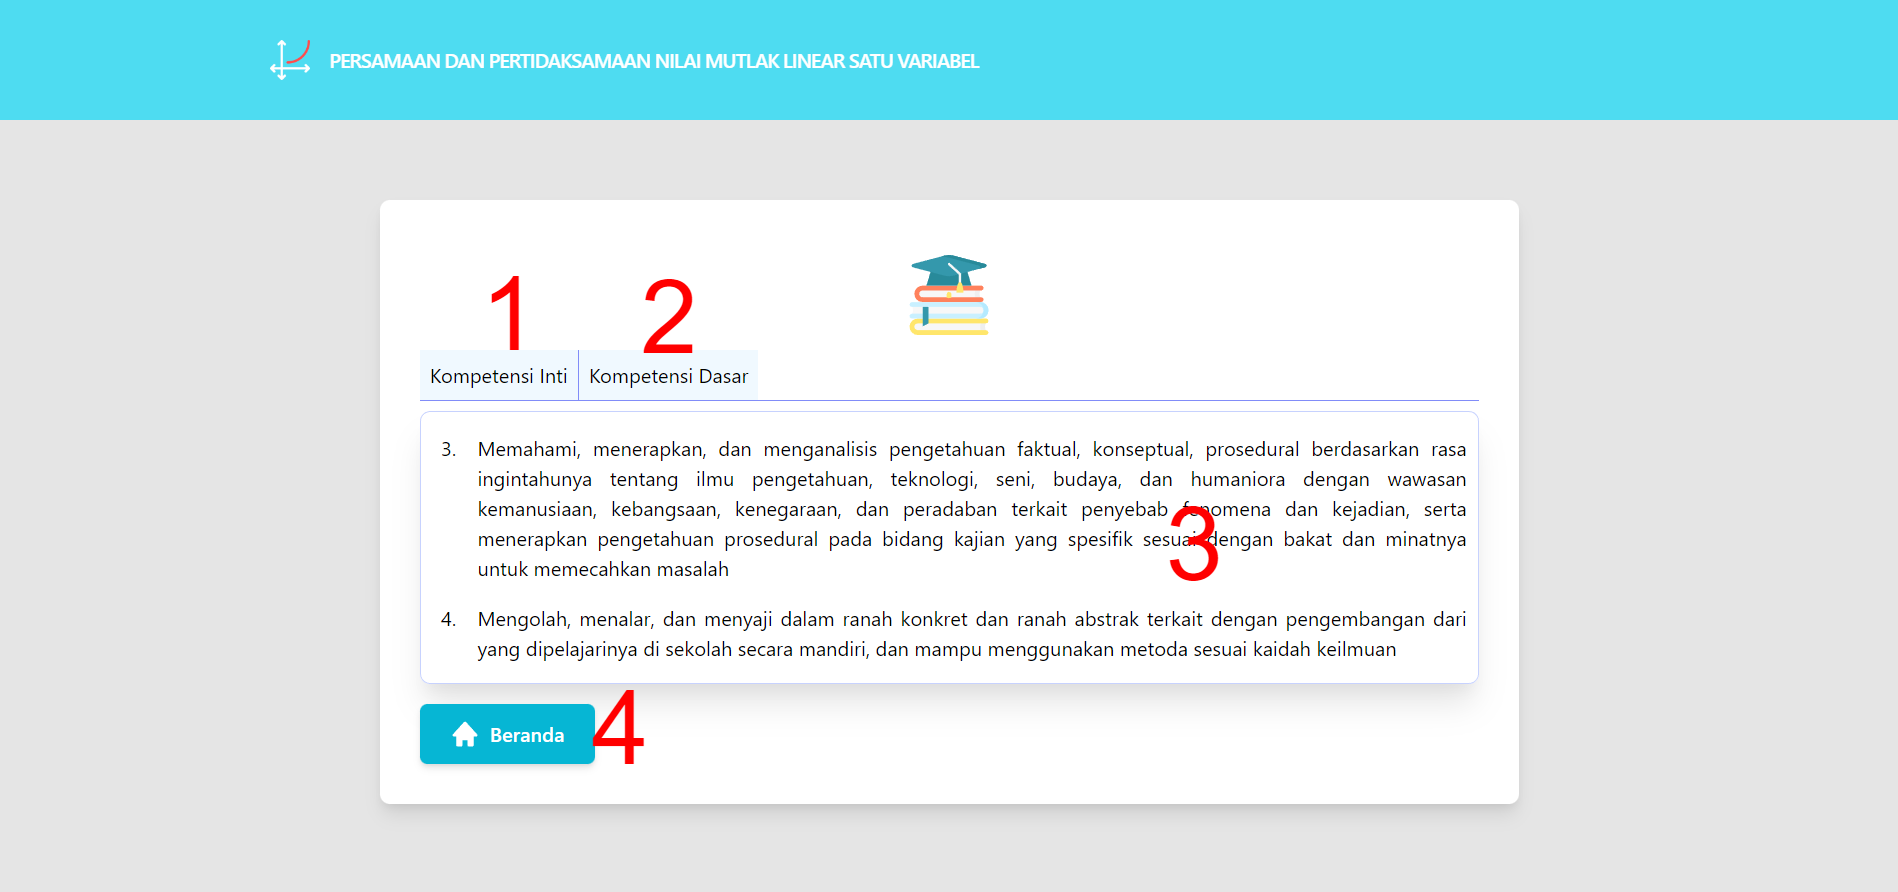 PERSAMAAN DAN PERTIDAKSAMAAN NILAI MUTLAK LINEAR SATU VARIABEL
1 2
Kompetensi Inti Kompetensi Dasar
3. Memahami, menerapkan, dan menganalisis pengetahuan faktual, konseptual, prosedural berdasarkan rasa
ingintahunya tentang ilmu pengetahuan, teknologi, seni, budaya, dan humaniora dengan wawasan
kemanusiaan, kebangsaan, kenegaraan, dan peradaban terkait penyebab fenomena dan kejadian, serta
menerapkan pengetahuan prosedural pada bidang kajian yang spesifik sesuai dengan bakat dan minatnya
untuk memecahkan masalah
3
4. Mengolah, menalar, dan menyaji dalam ranah konkret dan ranah abstrak terkait dengan pengembangan dari
yang dipelajarinya di sekolah secara mandiri, dan mampu menggunakan metoda sesuai kaidah keilmuan
Beranda 4